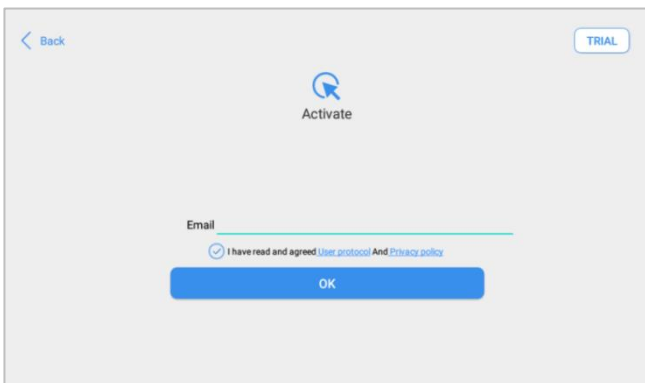 Back
TRIAL
Activate
Email
I have read and agreed User protocol And Privacy policy
OK